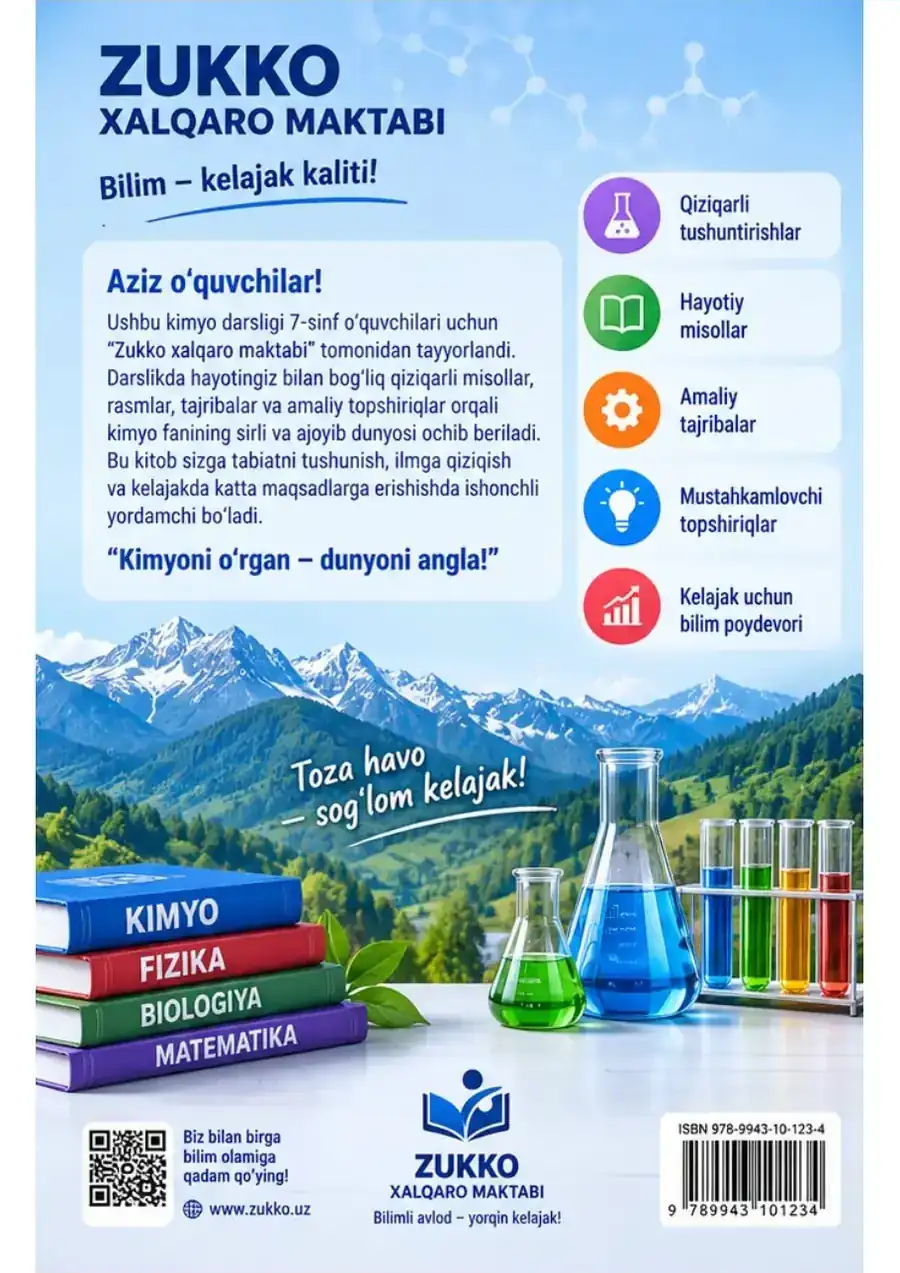 ZUKKO
XALQARO MAKTABI
Bilim – kelajak kaliti!
Aziz o‘quvchilar!
Ushbu kimyo darsligi 7-sinf o‘quvchilari uchun
“Zukko xalqaro maktabi” tomonidan tayyorlandi.
Darslikda hayotingiz bilan bog‘liq qiziqarli misollar,
rasmlar, tajribalar va amaliy topshiriqlar orqali
kimyo fanining sirli va ajoyib dunyosi ochib beriladi.
Bu kitob sizga tabiatni tushunish, ilmga qiziqish
va kelajakda katta maqsadlarga erishishda ishonchli
yordamchi bo‘ladi.
“Kimyoni o‘rgan – dunyoni angla!”
Qiziqarli
tushuntirishlar
Hayotiy
misollar
Amaliy
tajribalar
Mustahkamlovchi
topshiriqlar
Kelajak uchun
bilim poydevori
Toza havo
– sog‘lom kelajak!
KIMYO
FIZIKA
BIOLOGIYA
MATEMATIKA
Biz bilan birga
bilim olamiga
qadam qo‘ying!
www.zukko.uz
ZUKKO
XALQARO MAKTABI
Bilimli avlod – yorqin kelajak!
ISBN 978-9943-10-123-4
9 789943 101234